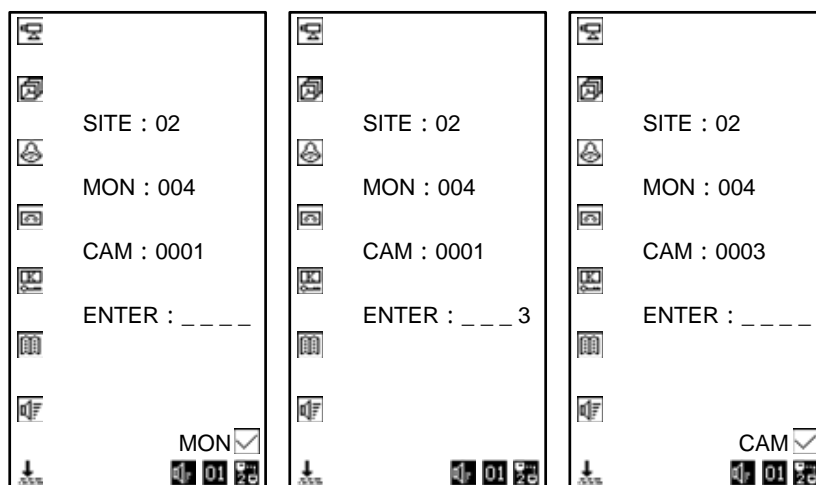 SITE : 02
MON : 004
CAM : 0001
ENTER : _ _ _ _
MON
01
SITE : 02
MON : 004
CAM : 0001
ENTER : _ _ _ 3
01
SITE : 02
MON : 004
CAM : 0003
ENTER : _ _ _ _
CAM
01